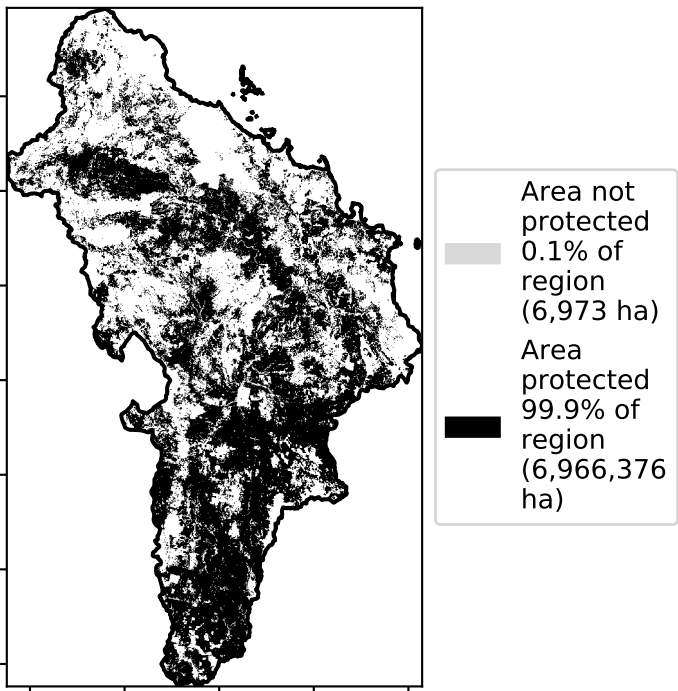 Area not
protected
0.1% of
region
(6,973 ha)
Area
protected
99.9% of
region
(6,966,376
ha)